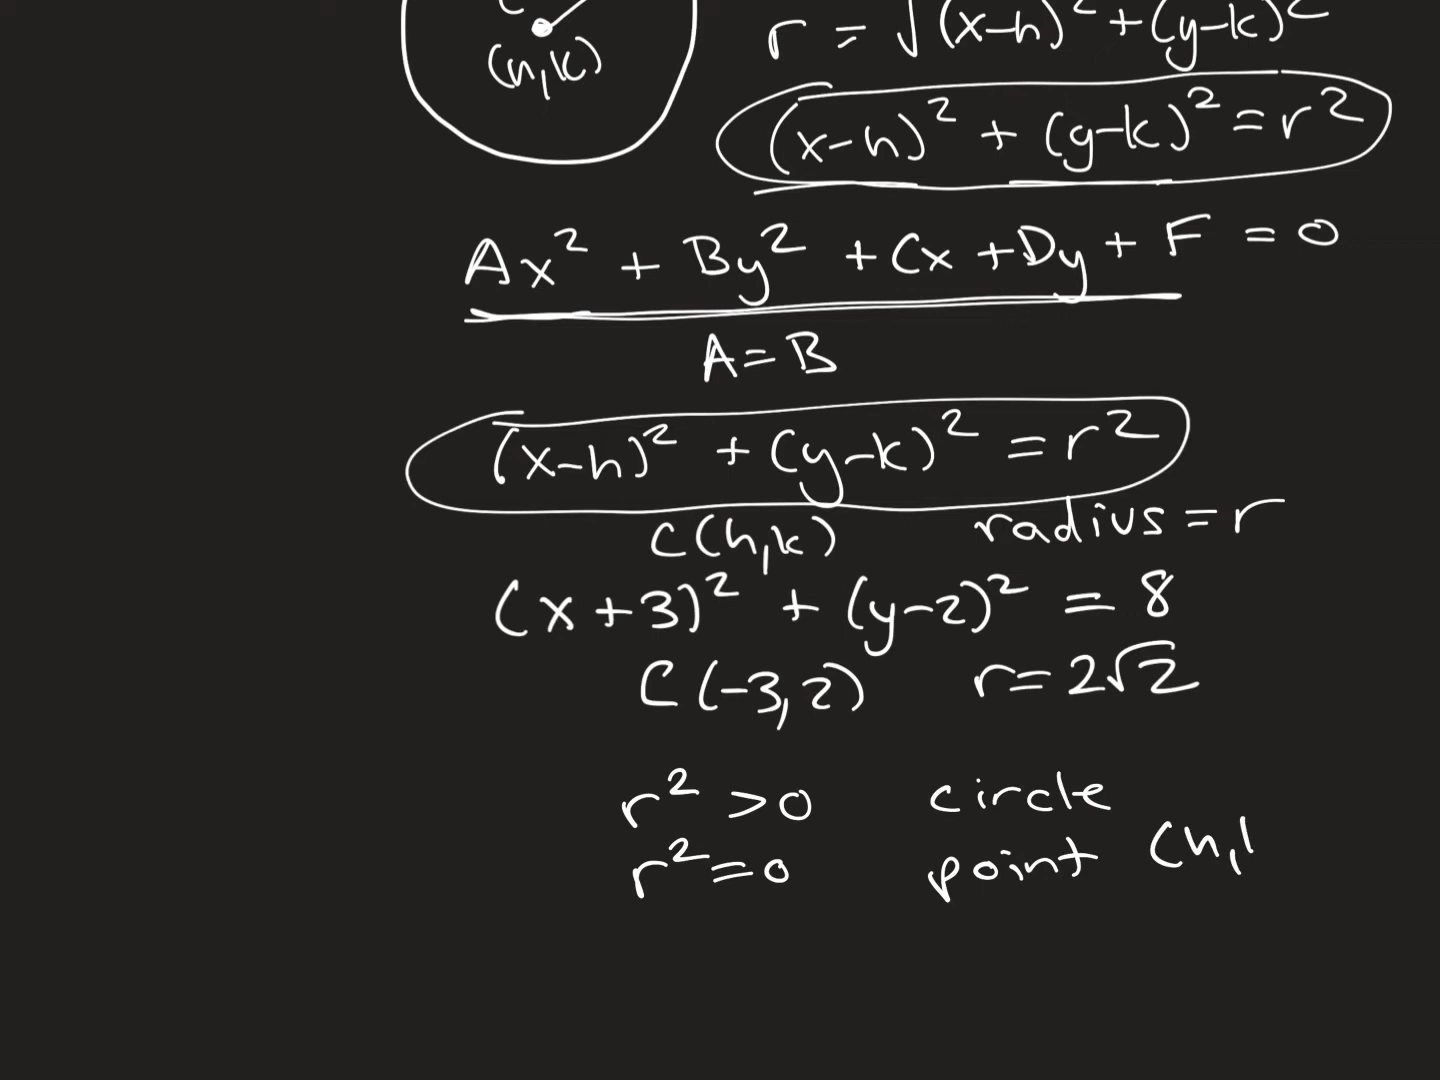 (h,k)
r = √(x-h)² + (y-k)²
(x-h)² + (y-k)² = r²
Ax² + By² + Cx + Dy + F = 0
A = B
(x-h)² + (y-k)² = r²
C(h,k) radius = r
(x+3)² + (y-2)² = 8
C(-3,2) r = 2√2
r² > 0 circle
r² = 0 point (h,